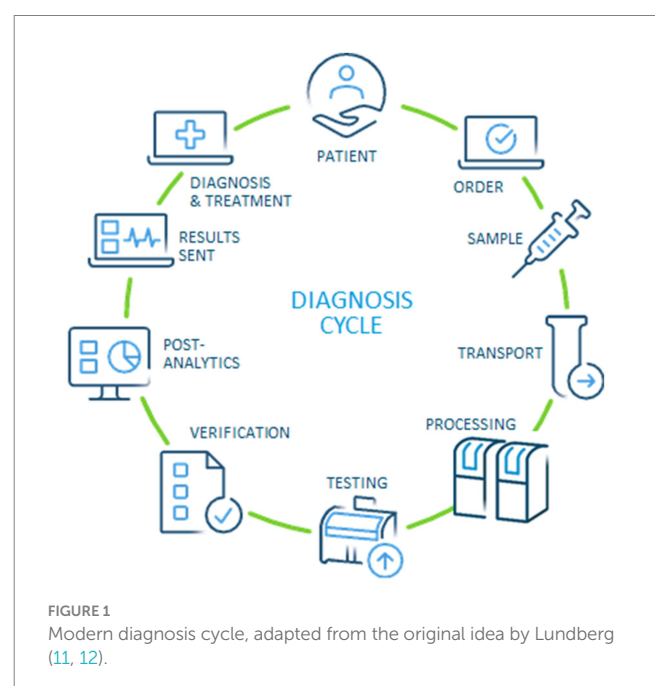 PATIENT
ORDER
SAMPLE
TRANSPORT
PROCESSING
TESTING
VERIFICATION
POST-
ANALYTICS
RESULTS
SENT
DIAGNOSIS
& TREATMENT
DIAGNOSIS
CYCLE
FIGURE 1
Modern diagnosis cycle, adapted from the original idea by Lundberg
(11, 12).